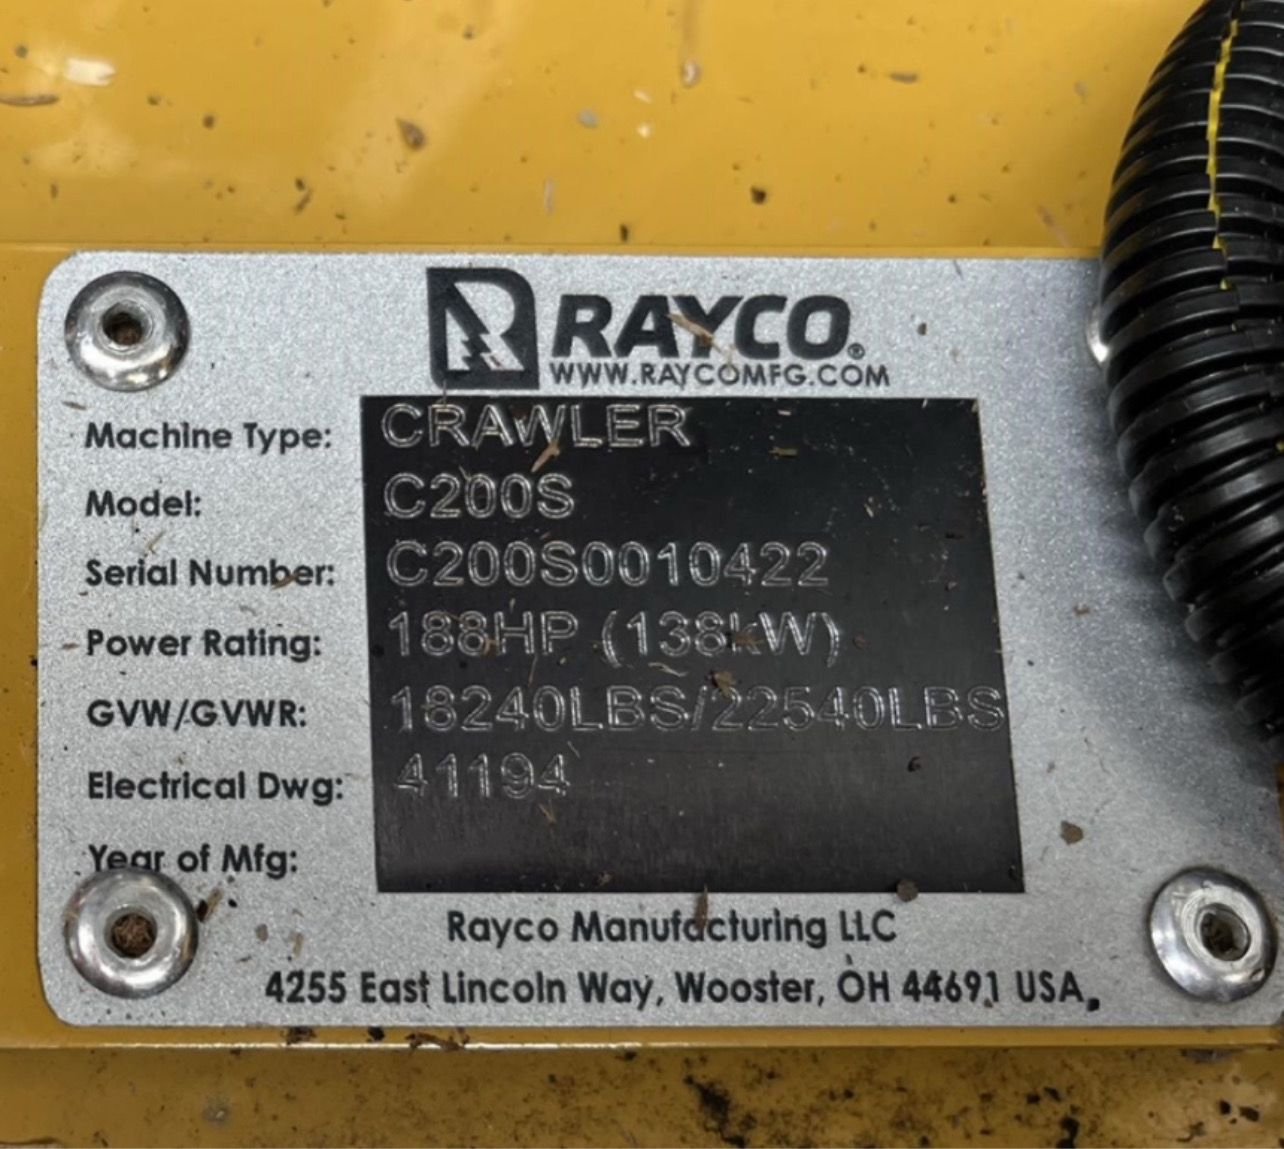 RAYCO®
WWW.RAYCOMFG.COM
Machine Type: CRAWLER
Model: C200S
Serial Number: C200S0010422
Power Rating: 188HP (138kW)
GVW/GVWR: 18240LBS/22540LBS
Electrical Dwg: 41194
Year of Mfg:
Rayco Manufacturing LLC
4255 East Lincoln Way, Wooster, OH 44691 USA